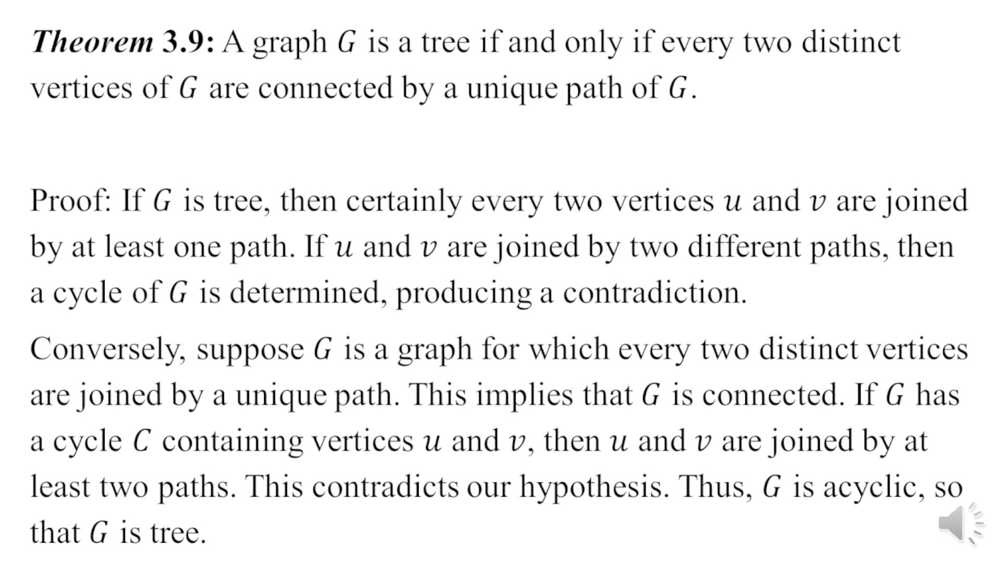 Theorem 3.9: A graph G is a tree if and only if every two distinct
vertices of G are connected by a unique path of G.
Proof: If G is tree, then certainly every two vertices u and v are joined
by at least one path. If u and v are joined by two different paths, then
a cycle of G is determined, producing a contradiction.
Conversely, suppose G is a graph for which every two distinct vertices
are joined by a unique path. This implies that G is connected. If G has
a cycle C containing vertices u and v, then u and v are joined by at
least two paths. This contradicts our hypothesis. Thus, G is acyclic, so
that G is tree.